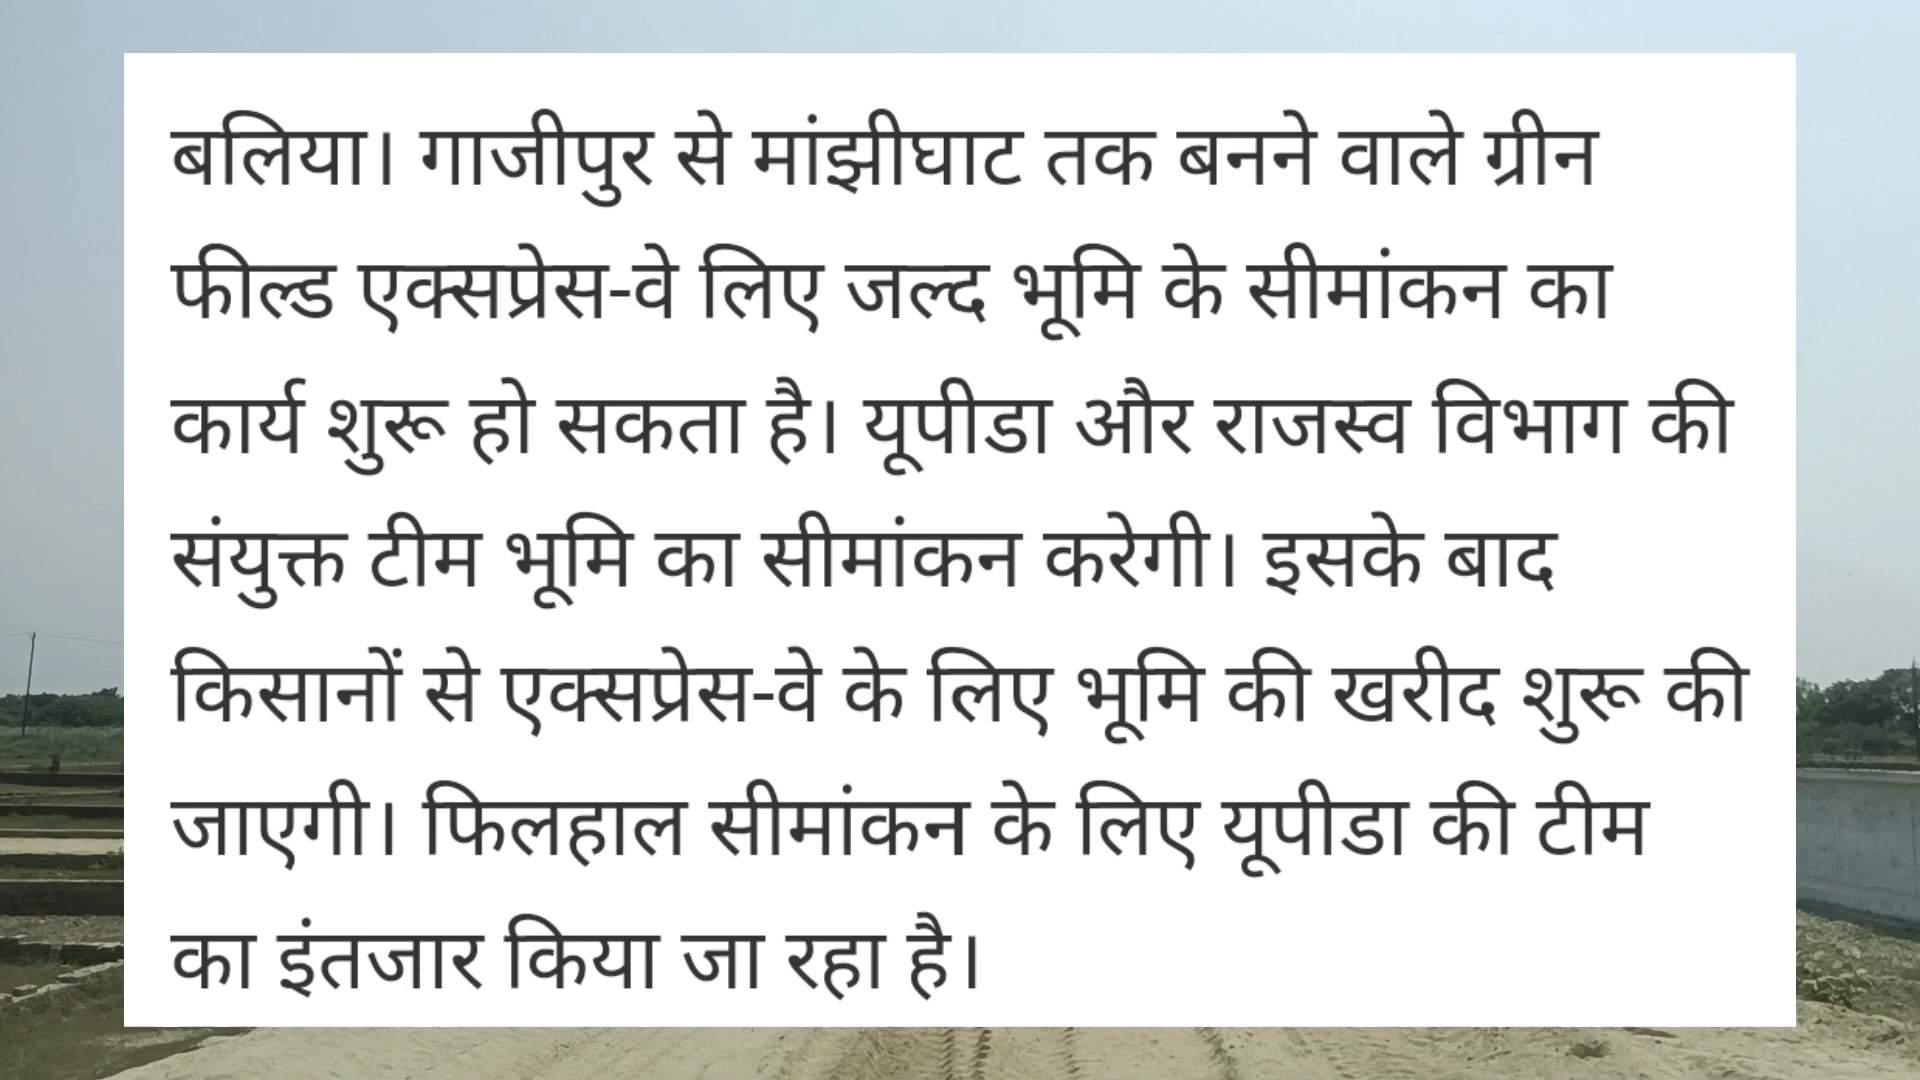 बलिया। गाजीपुर से मांझीघाट तक बनने वाले ग्रीन
फील्ड एक्सप्रेस-वे लिए जल्द भूमि के सीमांकन का
कार्य शुरू हो सकता है। यूपीडा और राजस्व विभाग की
संयुक्त टीम भूमि का सीमांकन करेगी। इसके बाद
किसानों से एक्सप्रेस-वे के लिए भूमि की खरीद शुरू की
जाएगी। फिलहाल सीमांकन के लिए यूपीडा की टीम
का इंतजार किया जा रहा है।